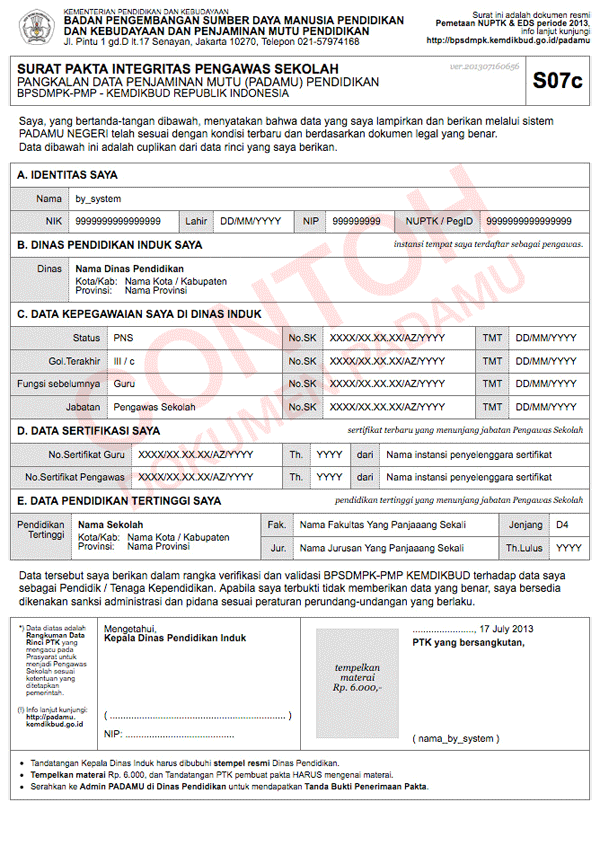 KEMENTERIAN PENDIDIKAN DAN KEBUDAYAAN
BADAN PENGEMBANGAN SUMBER DAYA MANUSIA PENDIDIKAN
DAN KEBUDAYAAN DAN PENJAMINAN MUTU PENDIDIKAN
Jl. Pintu 1 gd.D lt.17 Senayan, Jakarta 10270, Telepon 021-57974168
Surat ini adalah dokumen resmi
Pemetaan NUPTK & EDS periode 2013,
info lanjut kunjungi
http://bpsdmpk.kemdikbud.go.id/padamu
SURAT PAKTA INTEGRITAS PENGAWAS SEKOLAH
PANGKALAN DATA PENJAMINAN MUTU (PADAMU) PENDIDIKAN
BPSDMPK-PMP - KEMDIKBUD REPUBLIK INDONESIA
ver.201307160656
S07c
Saya, yang bertanda-tangan dibawah, menyatakan bahwa data yang saya lampirkan dan berikan melalui sistem
PADAMU NEGERI telah sesuai dengan kondisi terbaru dan berdasarkan dokumen legal yang benar.
Data dibawah ini adalah cuplikan dari data rinci yang saya berikan.
A. IDENTITAS SAYA
Nama by_system
NIK 9999999999999999 Lahir DD/MM/YYYY NIP 999999999 NUPTK / PegID 9999999999999999
B. DINAS PENDIDIKAN INDUK SAYA instansi tempat saya terdaftar sebagai pengawas.
Dinas Nama Dinas Pendidikan
Kota/Kab: Nama Kota / Kabupaten
Provinsi: Nama Provinsi
C. DATA KEPEGAWAIAN SAYA DI DINAS INDUK
Status PNS No.SK XXXX/XX.XX.XX/AZ/YYYY TMT DD/MM/YYYY
Gol.Terakhir III / c No.SK XXXX/XX.XX.XX/AZ/YYYY TMT DD/MM/YYYY
Fungsi sebelumnya Guru No.SK XXXX/XX.XX.XX/AZ/YYYY TMT DD/MM/YYYY
Jabatan Pengawas Sekolah No.SK XXXX/XX.XX.XX/AZ/YYYY TMT DD/MM/YYYY
D. DATA SERTIFIKASI SAYA sertifikat terbaru yang menunjang jabatan Pengawas Sekolah
No.Sertifikat Guru XXXX/XX.XX.XX/AZ/YYYY Th. YYYY dari Nama instansi penyelenggara sertifikat
No.Sertifikat Pengawas XXXX/XX.XX.XX/AZ/YYYY Th. YYYY dari Nama instansi penyelenggara sertifikat
E. DATA PENDIDIKAN TERTINGGI SAYA pendidikan tertinggi yang menunjang jabatan Pengawas Sekolah
Pendidikan Tertinggi
Nama Sekolah
Kota/Kab: Nama Kota / Kabupaten
Provinsi: Nama Provinsi
Fak. Nama Fakultas Yang Panjaaang Sekali Jenjang D4
Jur. Nama Jurusan Yang Panjaaang Sekali Th.Lulus YYYY
CONTOH
DOKUMEN PADAMU
Data tersebut saya berikan dalam rangka verifikasi dan validasi BPSDMPK-PMP KEMDIKBUD terhadap data saya
sebagai Pendidik / Tenaga Kependidikan. Apabila saya terbukti tidak memberikan data yang benar, saya bersedia
dikenakan sanksi administrasi dan pidana sesuai peraturan perundang-undangan yang berlaku.
*) Data diatas adalah
Rangkuman Data
Rinci PTK yang
mengacu pada
Prasyarat untuk
menjadi Pengawas
Sekolah sesuai
ketentuan yang
ditetapkan
pemerintah.
(!) Info lanjut kunjungi:
http://padamu.
kemdikbud.go.id
Mengetahui,
Kepala Dinas Pendidikan Induk
( .................................................................. )
NIP: .........................................
tempelkan
materai
Rp. 6.000,-
......................., 17 July 2013
PTK yang bersangkutan,
( nama_by_system )
• Tandatangan Kepala Dinas Induk harus dibubuhi stempel resmi Dinas Pendidikan.
• Tempelkan materai Rp. 6.000, dan Tandatangan PTK pembuat pakta HARUS mengenai materai.
• Serahkan ke Admin PADAMU di Dinas Pendidikan untuk mendapatkan Tanda Bukti Penerimaan Pakta.